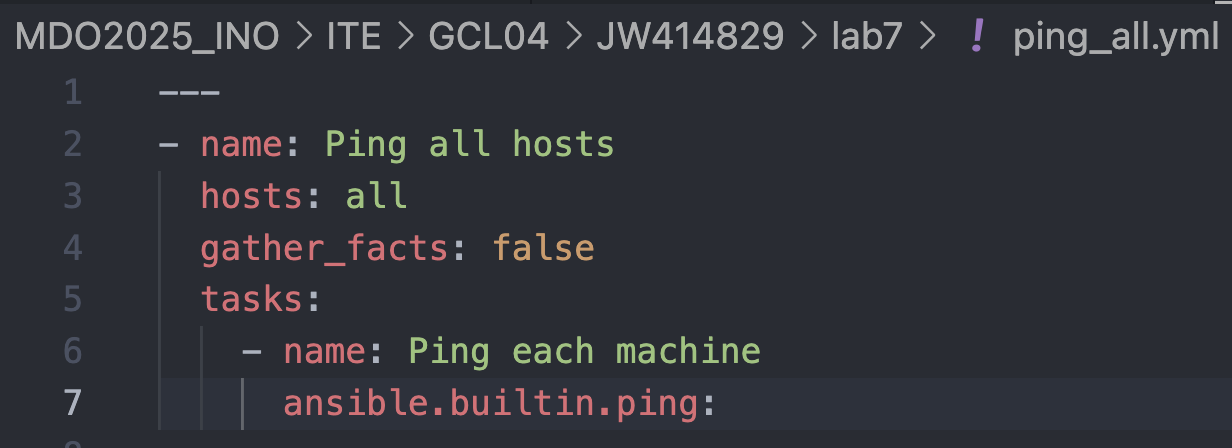 MDO2025_INO > ITE > GCL04 > JW414829 > lab7 > ! ping_all.yml
1 ---
2 - name: Ping all hosts
3 hosts: all
4 gather_facts: false
5 tasks:
6 - name: Ping each machine
7 ansible.builtin.ping: